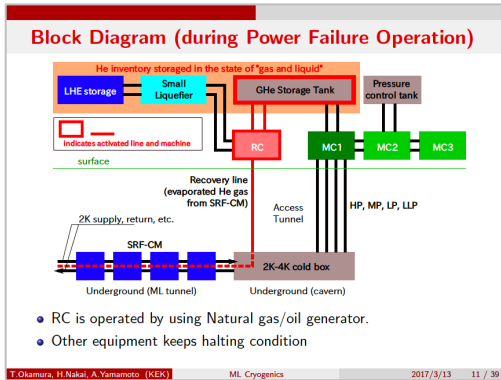 Block Diagram (during Power Failure Operation)
He inventory storaged in the state of "gas and liquid"
LHE storage
Small
Liquefier
GHe Storage Tank
Pressure
control tank
Indicates activated line and machine
RC
MC1
MC2
MC3
surface
Recovery line
(evaporated He gas
from SRF-CM)
Access
Tunnel
HP, MP, LP, LLP
2K supply, return, etc.
SRF-CM
2K-4K cold box
Underground (ML tunnel)
Underground (cavern)
• RC is operated by using Natural gas/oil generator.
• Other equipment keeps halting condition
T.Okamura, H.Nakai, A.Yamamoto (KEK)
ML Cryogenics
2017/3/13
11 / 39